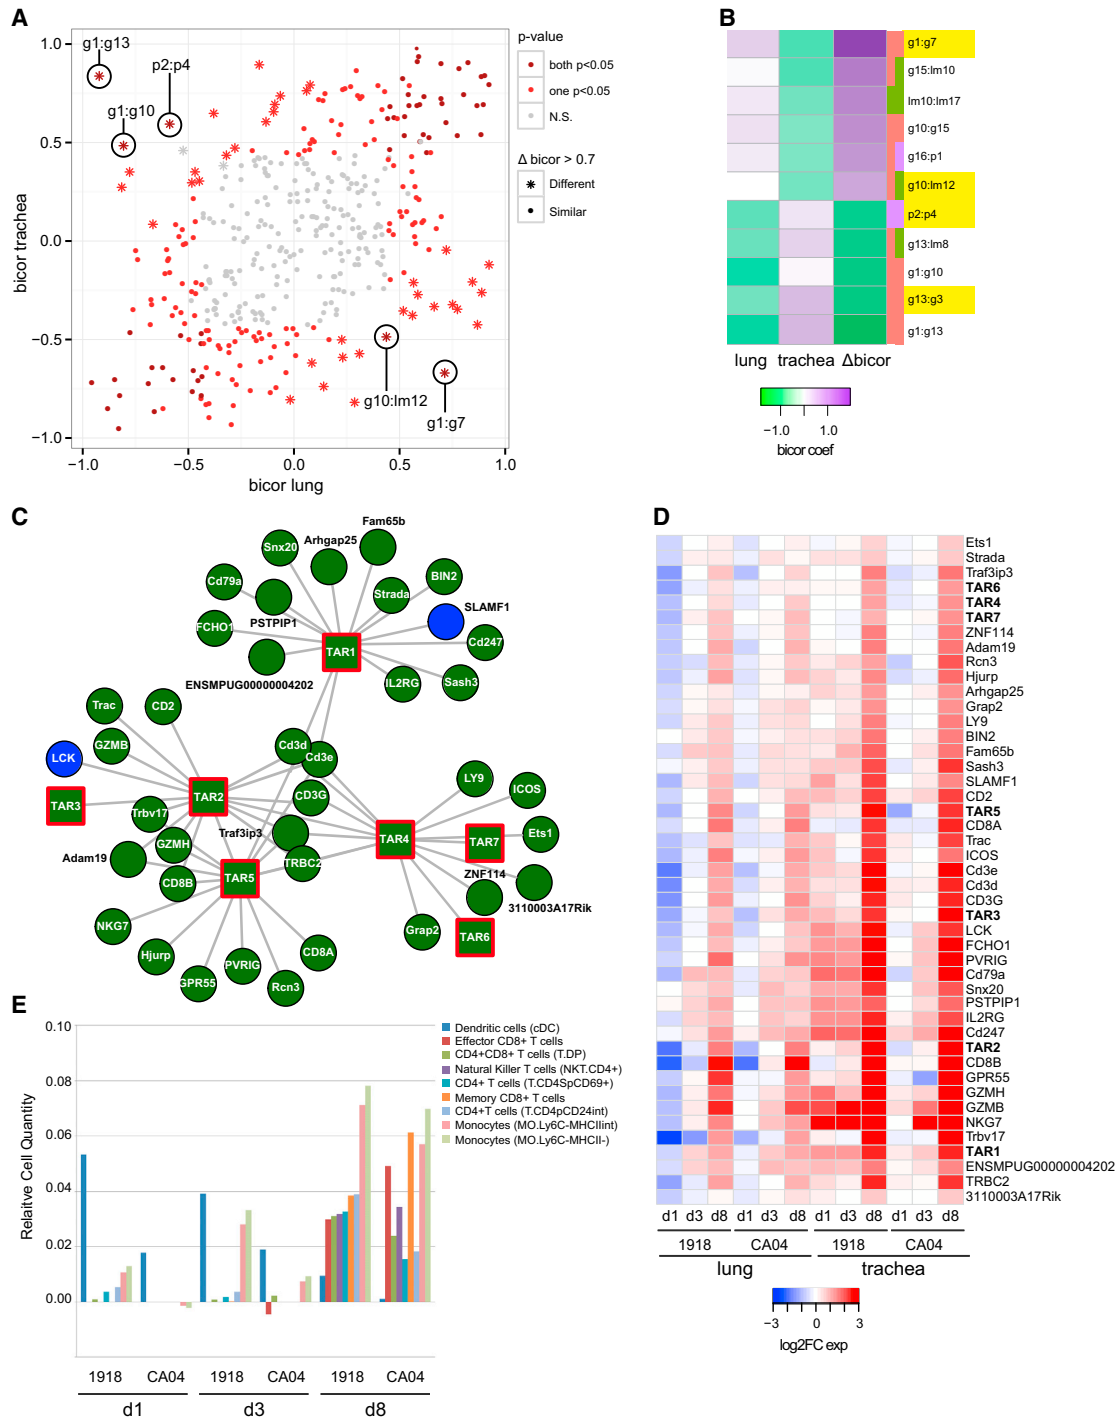 A
1.0
0.5
0.0
−0.5
−1.0
bicor trachea
−1.0
−0.5
0.0
0.5
1.0
bicor lung
g1:g13
p2:p4
g1:g10
g10:lm12
g1:g7
p-value
both p<0.05
one p<0.05
N.S.
Δ bicor > 0.7
Different
Similar
B
g1:g7
g15:lm10
lm10:lm17
g10:g15
g16:p1
g10:lm12
p2:p4
g13:lm8
g1:g10
g13:g3
g1:g13
lung trachea Δbicor
−1.0 1.0
bicor coef
C
Fam65b
Arhgap25
Snx20
BIN2
Cd79a
Strada
SLAMF1
PSTPIP1
FCHO1
TAR1
Cd247
ENSMPUG00000004202
IL2RG
Sash3
Trac
CD2
GZMB
Cd3d
Cd3e
LCK
LY9
ICOS
TAR3
TAR2
CD3G
Trbv17
Traf3ip3
TAR4
TAR7
Ets1
GZMH
Adam19
TRBC2
ZNF114
CD8B
TAR5
3110003A17Rik
NKG7
Grap2
TAR6
Hjurp
CD8A
PVRIG
GPR55
Rcn3
D
Ets1
Strada
Traf3ip3
TAR6
TAR4
TAR7
ZNF114
Adam19
Rcn3
Hjurp
Arhgap25
Grap2
LY9
BIN2
Fam65b
Sash3
SLAMF1
CD2
TAR5
CD8A
Trac
ICOS
Cd3e
Cd3d
CD3G
TAR3
LCK
FCHO1
PVRIG
Cd79a
Snx20
PSTPIP1
IL2RG
Cd247
TAR2
CD8B
GPR55
GZMH
GZMB
NKG7
Trbv17
TAR1
ENSMPUG00000004202
TRBC2
3110003A17Rik
d1 d3 d8 d1 d3 d8 d1 d3 d8 d1 d3 d8
1918 CA04 1918 CA04
lung trachea
−3 0 3
log2FC exp
E
0.10
0.08
0.06
0.04
0.02
0.00
Relaitve Cell Quantity
Dendritic cells (cDC)
Effector CD8+ T cells
CD4+CD8+ T cells (T.DP)
Natural Killer T cells (NKT.CD4+)
CD4+ T cells (T.CD4SpCD69+)
Memory CD8+ T cells
CD4+T cells (T.CD4pCD24int)
Monocytes (MO.Ly6C-MHCIIint)
Monocytes (MO.Ly6C-MHCII-)
1918 CA04 1918 CA04 1918 CA04
d1 d3 d8